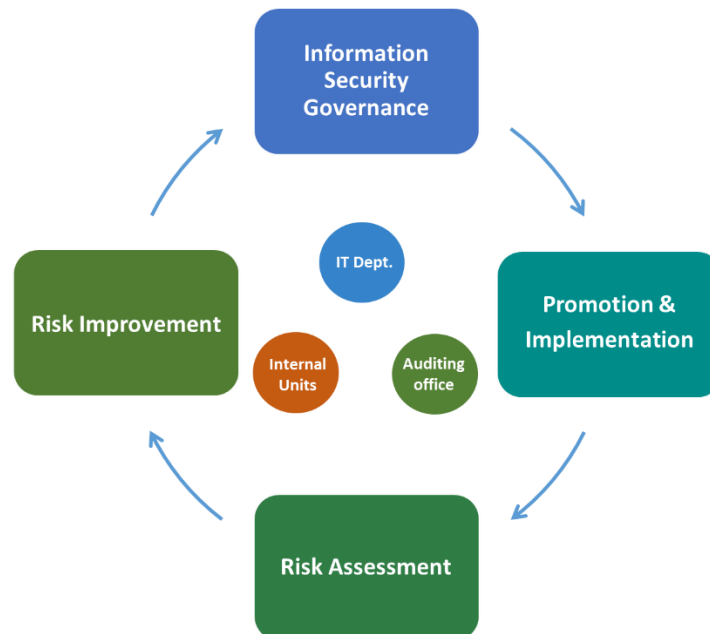 Information
Security
Governance
IT Dept.
Risk Improvement
Promotion &
Implementation
Internal
Units
Auditing
office
Risk Assessment